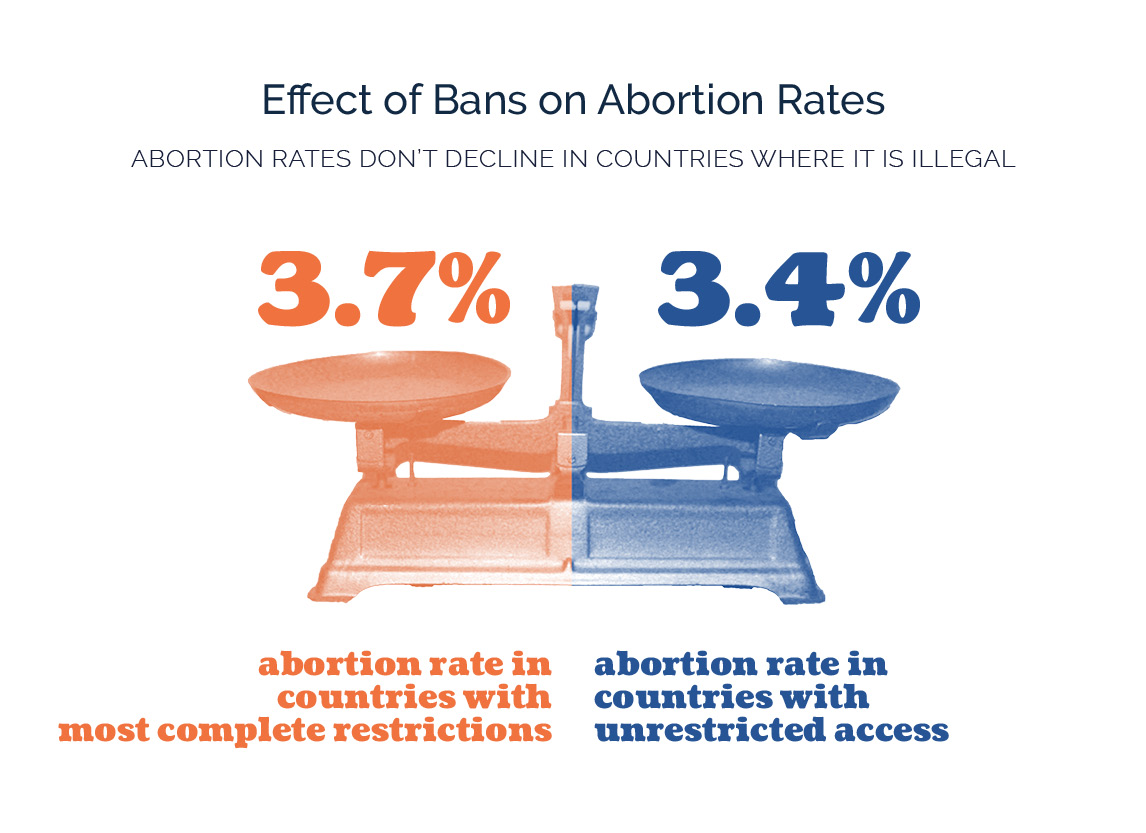 Effect of Bans on Abortion Rates
ABORTION RATES DON'T DECLINE IN COUNTRIES WHERE IT IS ILLEGAL
3.7%
3.4%
abortion rate in
countries with
most complete restrictions
abortion rate in
countries with
unrestricted access